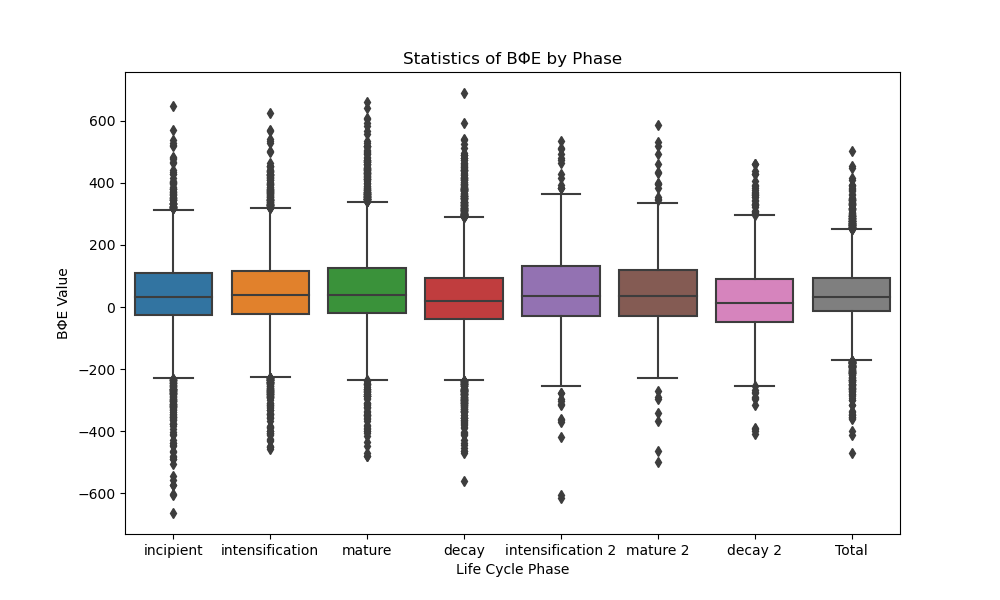 Statistics of BΦE by Phase
BΦE Value
600
400
200
0
−200
−400
−600
incipient intensification mature decay intensification 2 mature 2 decay 2 Total
Life Cycle Phase